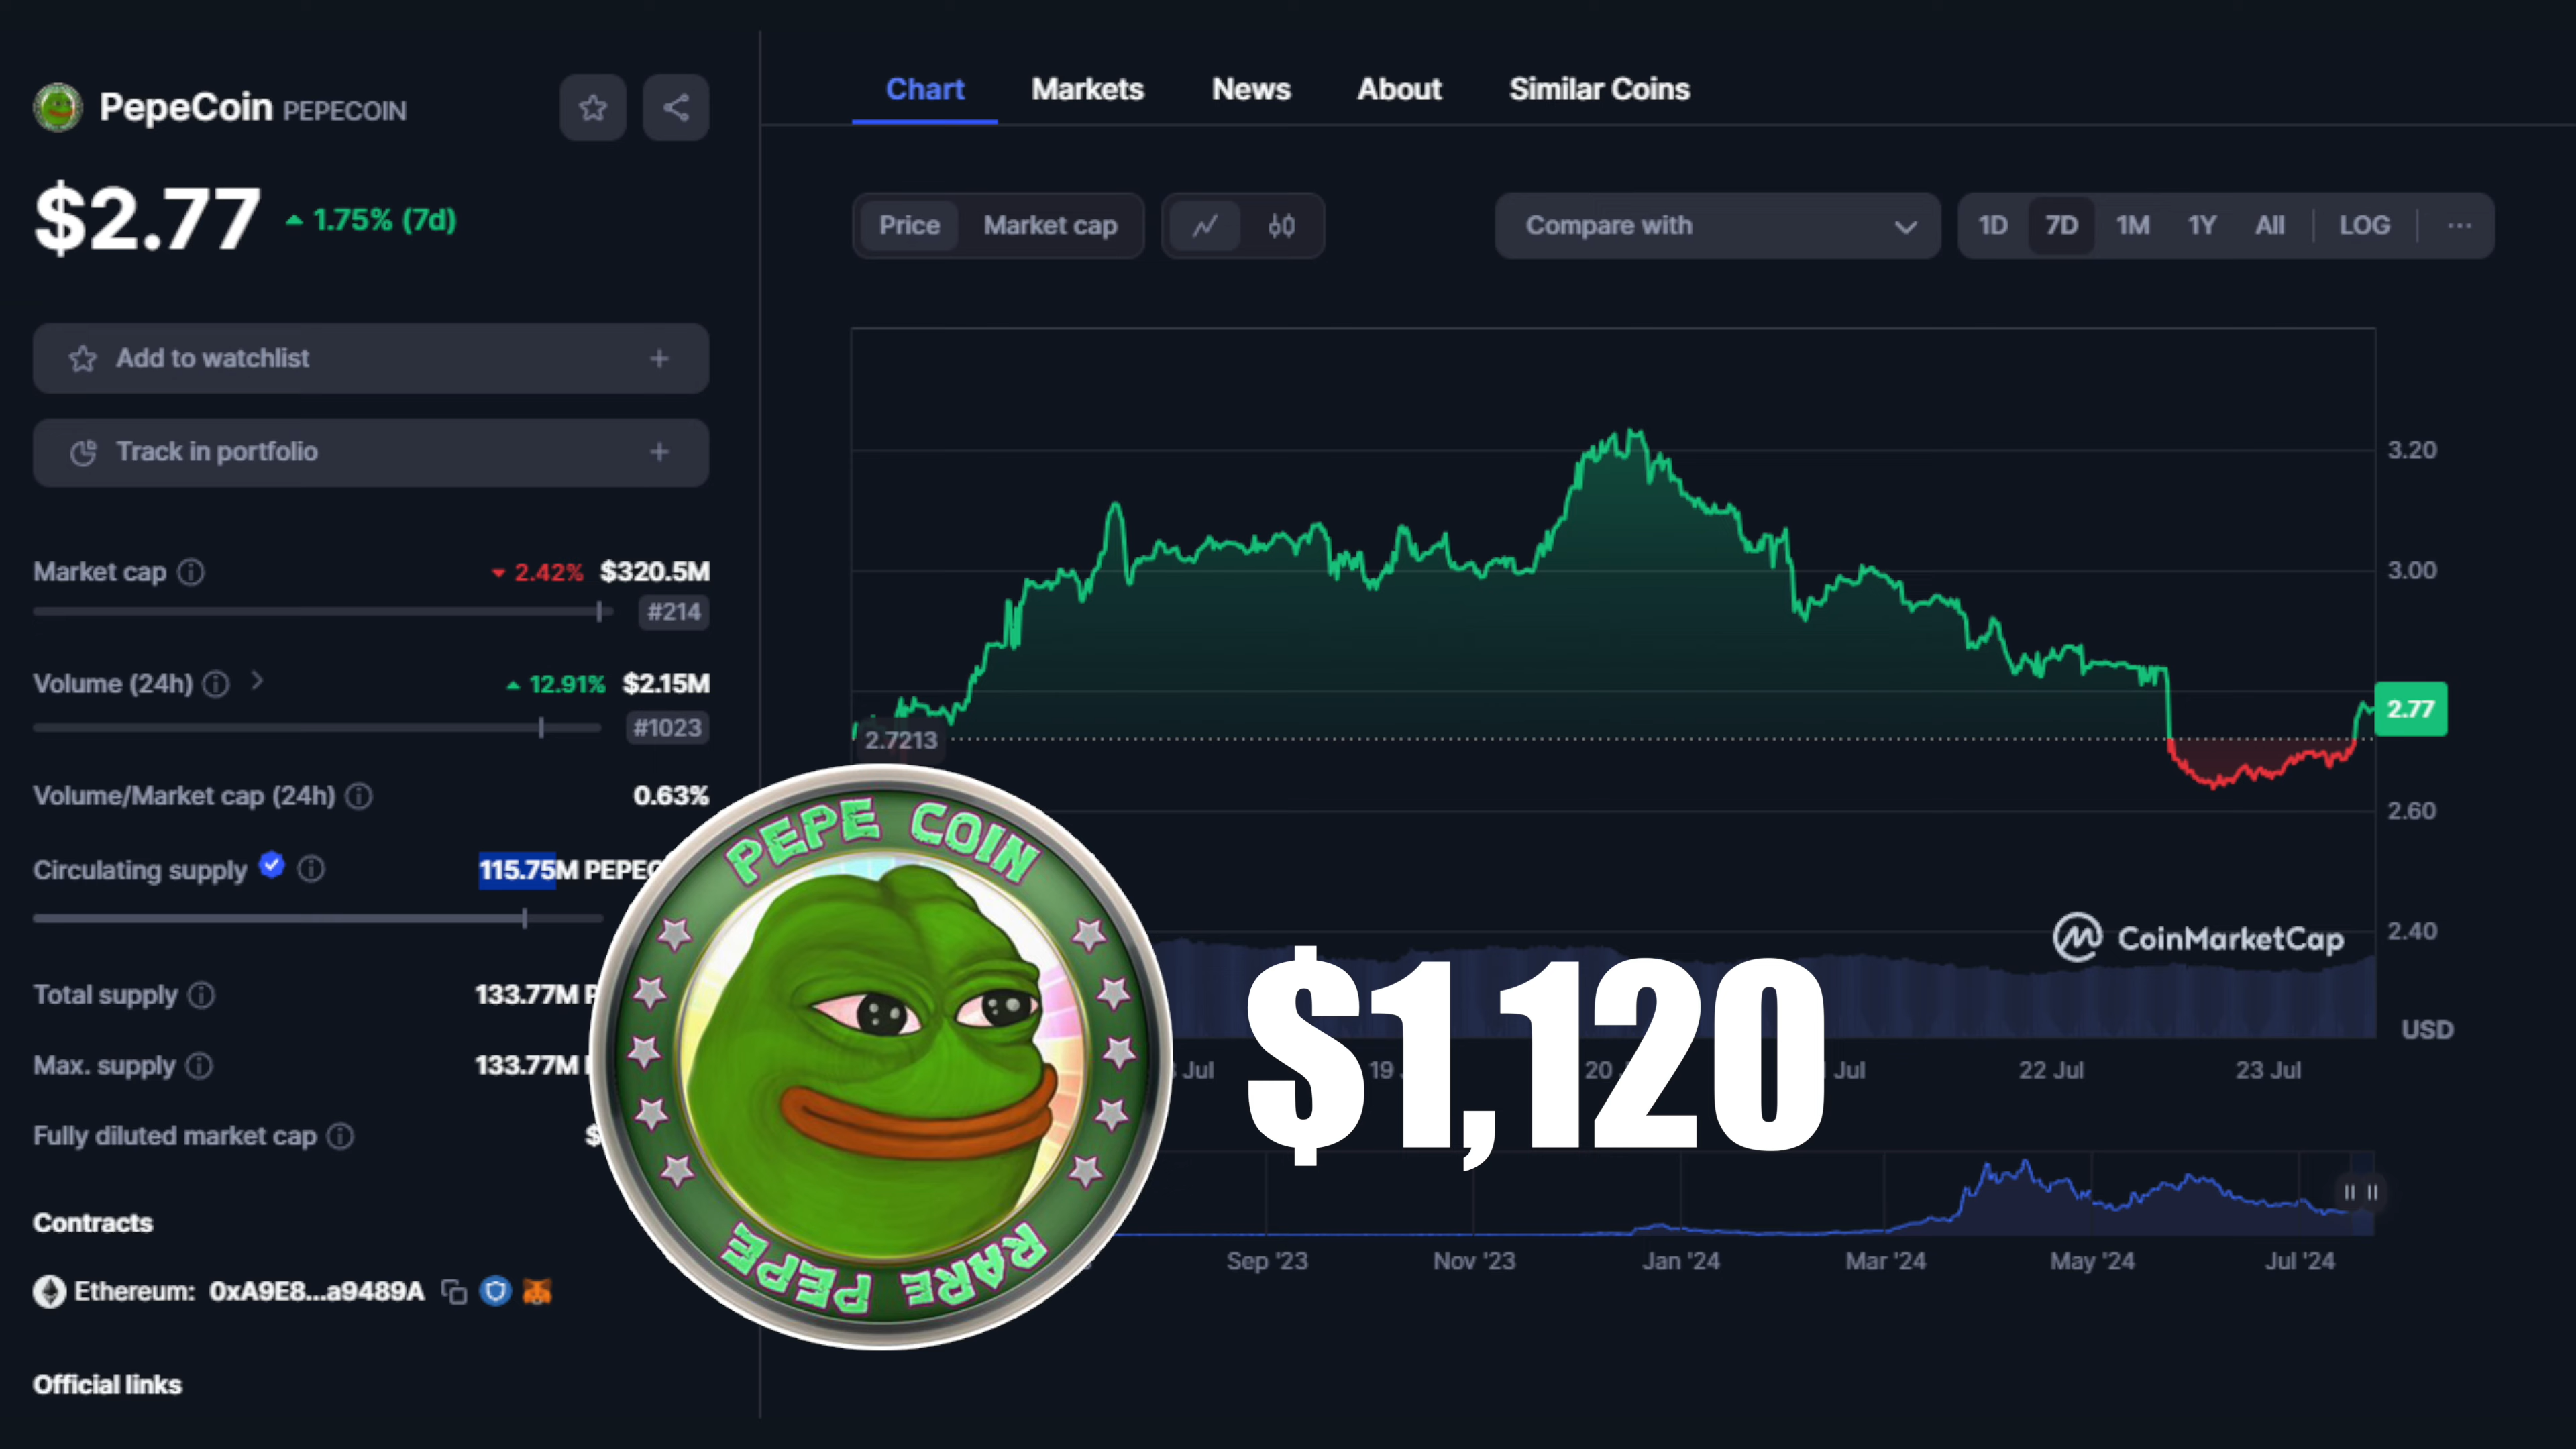 PepeCoin PEPECOIN
$2.77 1.75% (7d)
Add to watchlist
Track in portfolio
Market cap 2.42% $320.5M
#214
Volume (24h) 12.91% $2.15M
#1023
Volume/Market cap (24h) 0.63%
Circulating supply 115.75M
Total supply 133.77M
Max. supply 133.77M
Fully diluted market cap $
Contracts
Ethereum: 0xA9E8...a9489A
Official links
Chart Markets News About Similar Coins
Price Market cap
Compare with
1D 7D 1M 1Y All LOG ...
3.20
3.00
2.77
2.7213
2.60
2.40
CoinMarketCap
USD
Jul 19 20 Jul 22 Jul 23 Jul
Sep '23 Nov '23 Jan '24 Mar '24 May '24 Jul '24
PEPE COIN
RARE PEPE
$1,120